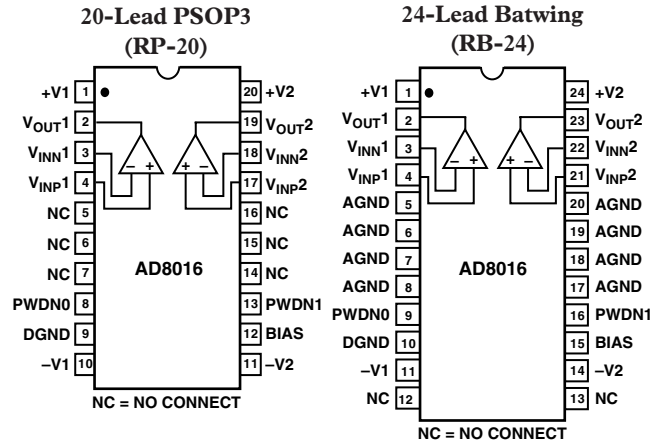 20-Lead PSOP3
(RP-20)
+V1 1 20 +V2
VOUT1 2 19 VOUT2
VINN1 3 – + + – 18 VINN2
VINP1 4 17 VINP2
NC 5 16 NC
NC 6 15 NC
NC 7 AD8016 14 NC
PWDN0 8 13 PWDN1
DGND 9 12 BIAS
–V1 10 11 –V2
NC = NO CONNECT
24-Lead Batwing
(RB-24)
+V1 1 24 +V2
VOUT1 2 23 VOUT2
VINN1 3 – + + – 22 VINN2
VINP1 4 21 VINP2
AGND 5 20 AGND
AGND 6 19 AGND
AGND 7 AD8016 18 AGND
AGND 8 17 AGND
PWDN0 9 16 PWDN1
DGND 10 15 BIAS
–V1 11 14 –V2
NC 12 13 NC
NC = NO CONNECT